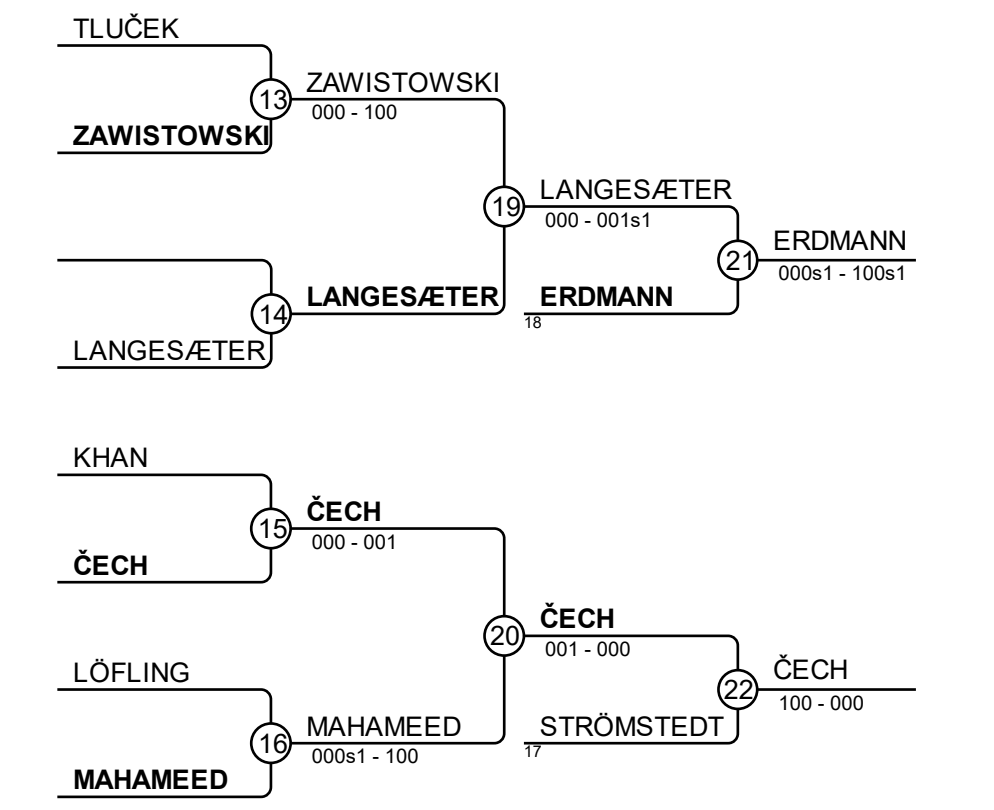 TLUČEK
13
ZAWISTOWSKI
000 - 100
ZAWISTOWSKI
19
LANGESÆTER
000 - 001s1
21
ERDMANN
000s1 - 100s1
14
LANGESÆTER
ERDMANN
18
LANGESÆTER
KHAN
15
ČECH
000 - 001
ČECH
20
ČECH
001 - 000
LÖFLING
22
ČECH
100 - 000
16
MAHAMEED
000s1 - 100
STRÖMSTEDT
17
MAHAMEED